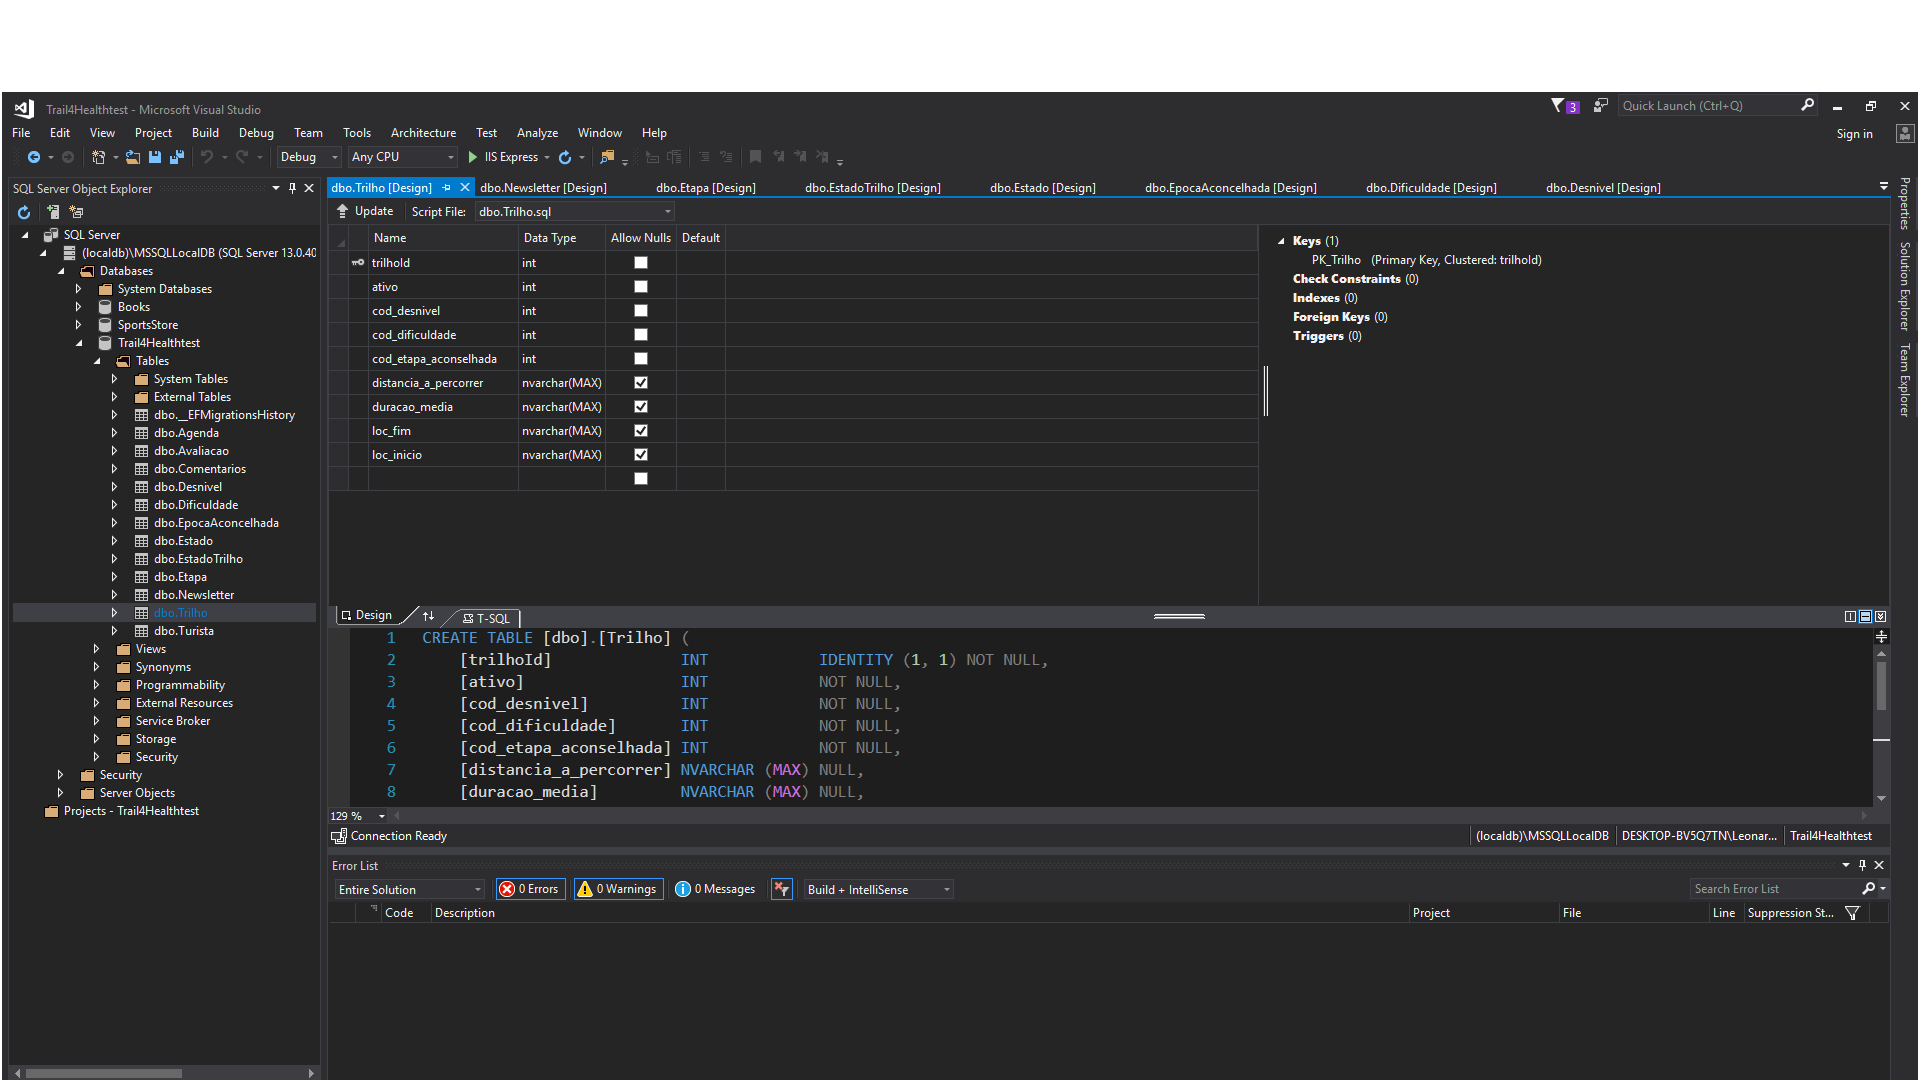 Trail4Healthtest - Microsoft Visual Studio
3
Quick Launch (Ctrl+Q)
File Edit View Project Build Debug Team Tools Architecture Test Analyze Window Help
Sign in
Debug Any CPU IIS Express
SQL Server Object Explorer
SQL Server
(localdb)\MSSQLLocalDB (SQL Server 13.0.40
Databases
System Databases
Books
SportsStore
Trail4Healthtest
Tables
System Tables
External Tables
dbo.__EFMigrationsHistory
dbo.Agenda
dbo.Avaliacao
dbo.Comentarios
dbo.Desnivel
dbo.Dificuldade
dbo.EpocaAconcelhada
dbo.Estado
dbo.EstadoTrilho
dbo.Etapa
dbo.Newsletter
dbo.Trilho
dbo.Turista
Views
Synonyms
Programmability
External Resources
Service Broker
Storage
Security
Security
Server Objects
Projects - Trail4Healthtest
dbo.Trilho [Design] dbo.Newsletter [Design] dbo.Etapa [Design] dbo.EstadoTrilho [Design] dbo.Estado [Design] dbo.EpocaAconcelhada [Design] dbo.Dificuldade [Design] dbo.Desnivel [Design]
Update Script File: dbo.Trilho.sql
Name Data Type Allow Nulls Default
trilhoId int
ativo int
cod_desnivel int
cod_dificuldade int
cod_etapa_aconselhada int
distancia_a_percorrer nvarchar(MAX)
duracao_media nvarchar(MAX)
loc_fim nvarchar(MAX)
loc_inicio nvarchar(MAX)
Keys (1)
PK_Trilho (Primary Key, Clustered: trilhoId)
Check Constraints (0)
Indexes (0)
Foreign Keys (0)
Triggers (0)
Properties
Solution Explorer
Team Explorer
Design T-SQL
1 CREATE TABLE [dbo].[Trilho] (
2 [trilhoId] INT IDENTITY (1, 1) NOT NULL,
3 [ativo] INT NOT NULL,
4 [cod_desnivel] INT NOT NULL,
5 [cod_dificuldade] INT NOT NULL,
6 [cod_etapa_aconselhada] INT NOT NULL,
7 [distancia_a_percorrer] NVARCHAR (MAX) NULL,
8 [duracao_media] NVARCHAR (MAX) NULL,
129 %
Connection Ready
(localdb)\MSSQLLocalDB DESKTOP-BV5Q7TN\Leonar... Trail4Healthtest
Error List
Entire Solution 0 Errors 0 Warnings 0 Messages Build + IntelliSense
Search Error List
Code Description Project File Line Suppression St...